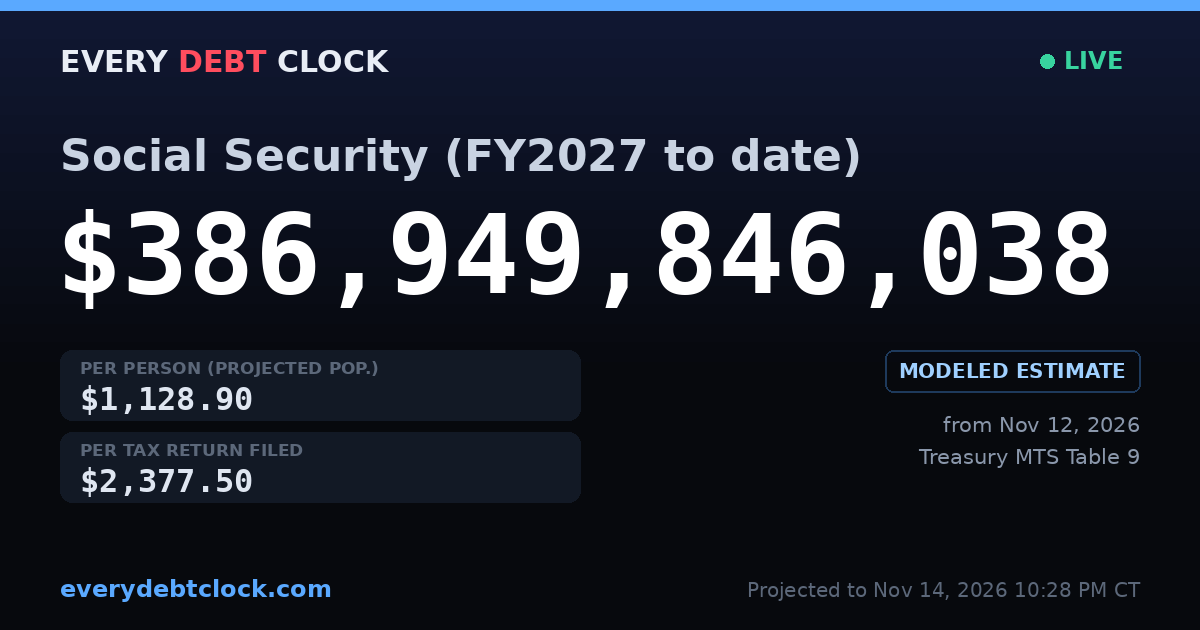 EVERY DEBT CLOCK
LIVE
Social Security (FY2027 to date)
$386,949,846,038
PER PERSON (PROJECTED POP.)
$1,128.90
PER TAX RETURN FILED
$2,377.50
MODELED ESTIMATE
from Nov 12, 2026
Treasury MTS Table 9
everydebtclock.com
Projected to Nov 14, 2026 10:28 PM CT